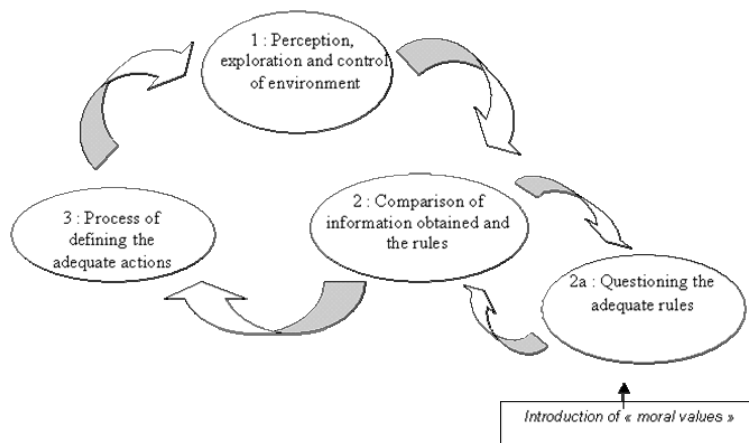 1 : Perception,
exploration and control
of environment
2 : Comparison of
information obtained and
the rules
3 : Process of
defining the
adequate actions
2a : Questioning the
adequate rules
Introduction of « moral values »